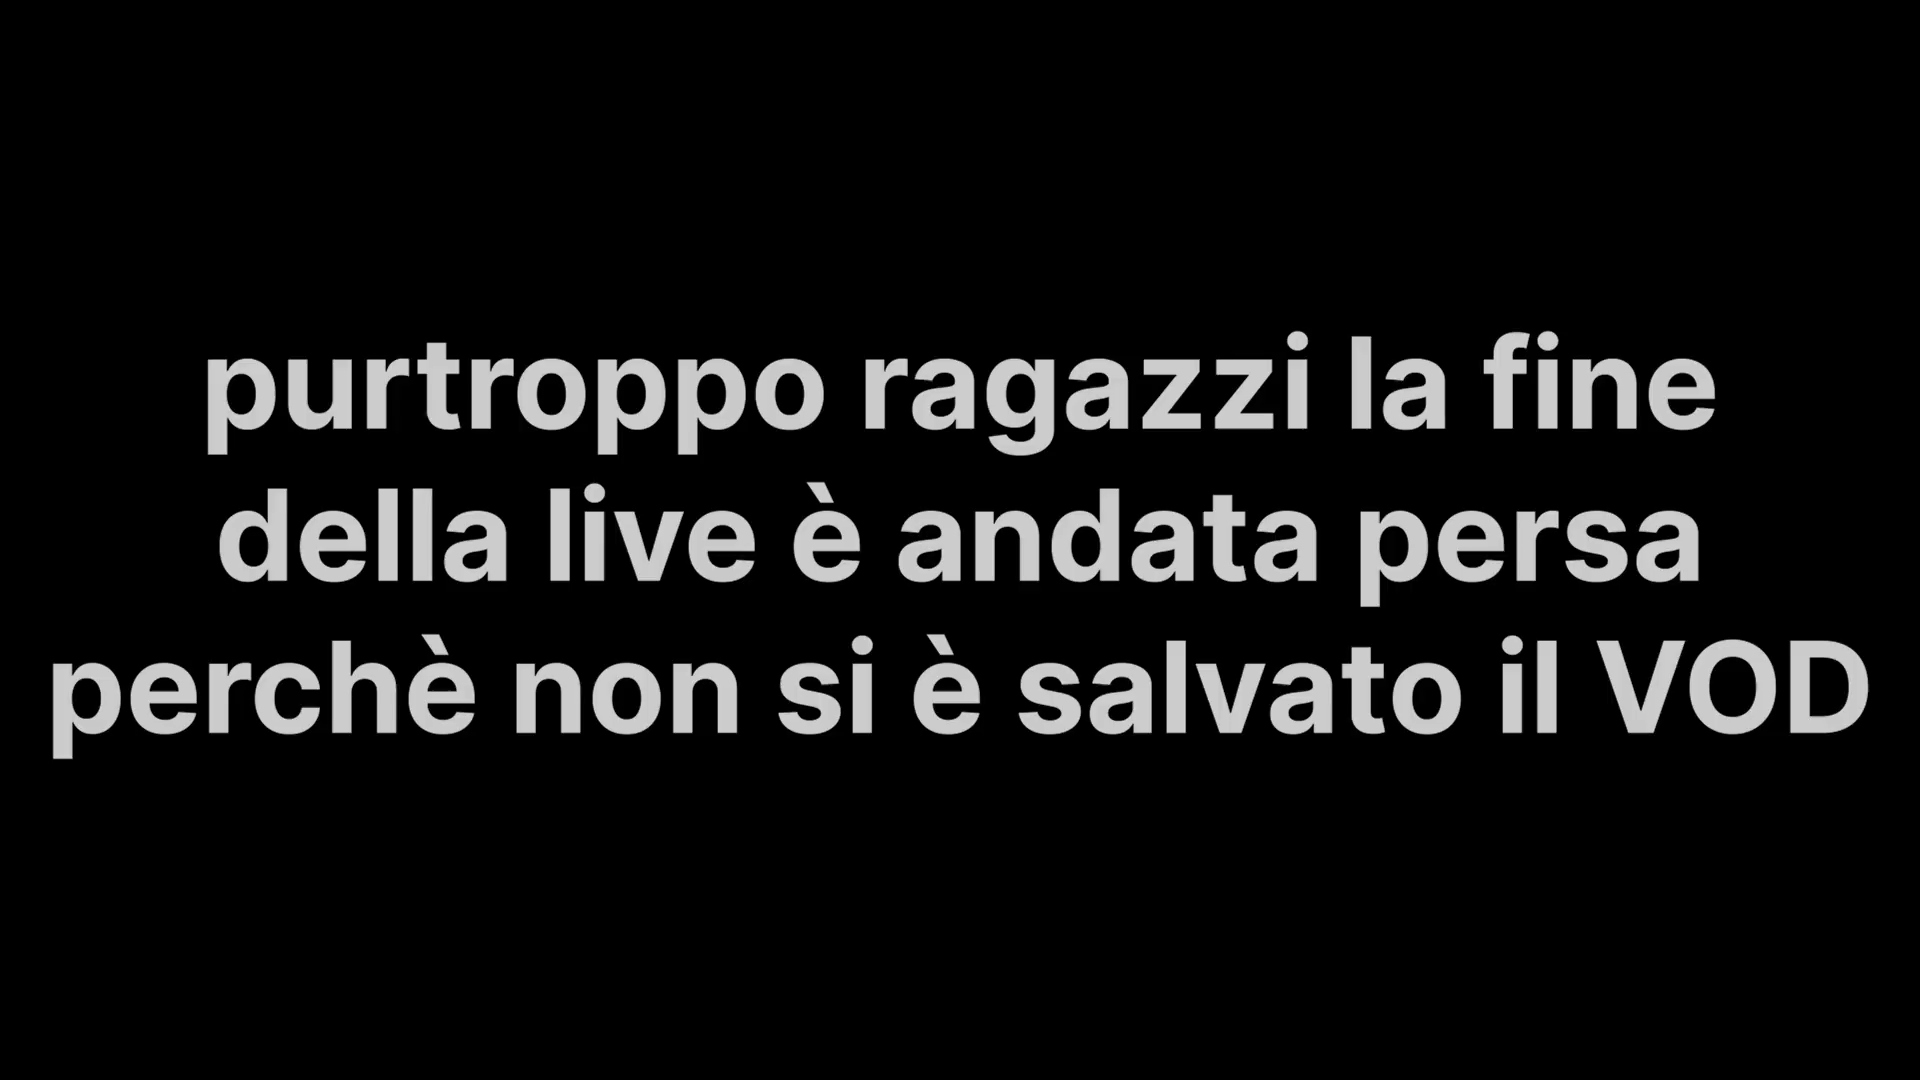 purtroppo ragazzi la fine
della live è andata persa
perchè non si è salvato il VOD